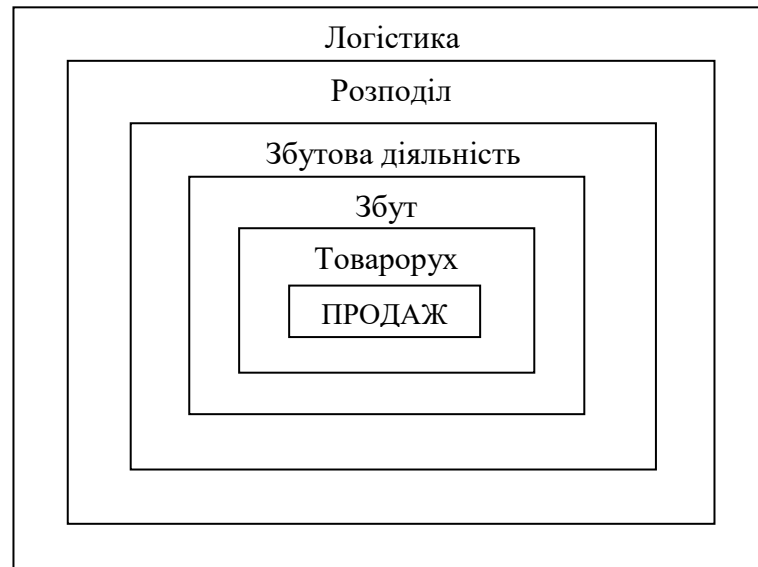 Логістика
Розподіл
Збутова діяльність
Збут
Товарорух
ПРОДАЖ